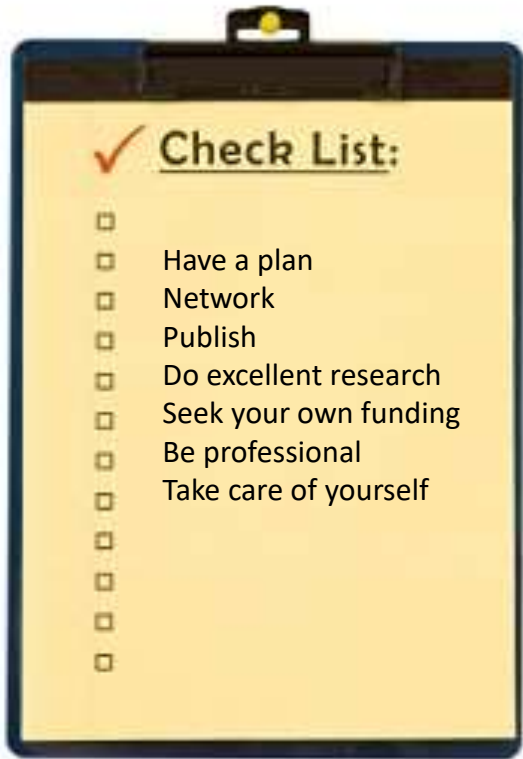 Check List:
Have a plan
Network
Publish
Do excellent research
Seek your own funding
Be professional
Take care of yourself